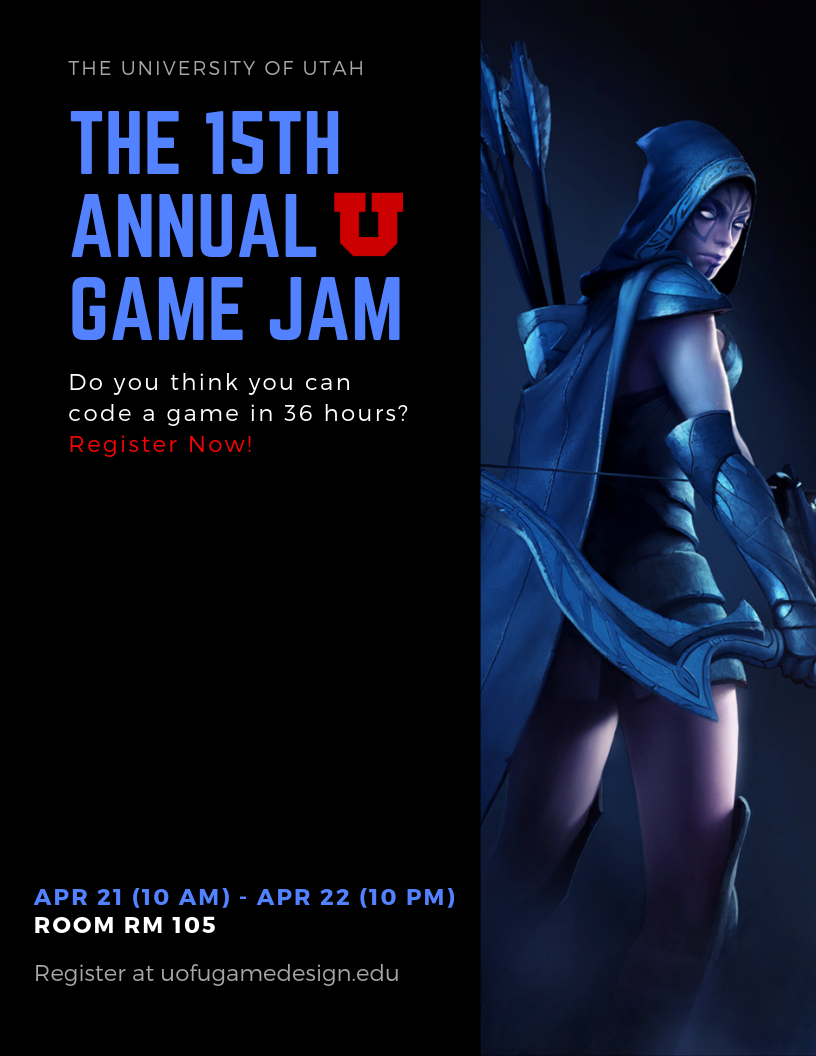 THE UNIVERSITY OF UTAH
THE 15TH
ANNUAL U
GAME JAM
Do you think you can
code a game in 36 hours?
Register Now!
APR 21 (10 AM) - APR 22 (10 PM)
ROOM RM 105
Register at uofugamedesign.edu